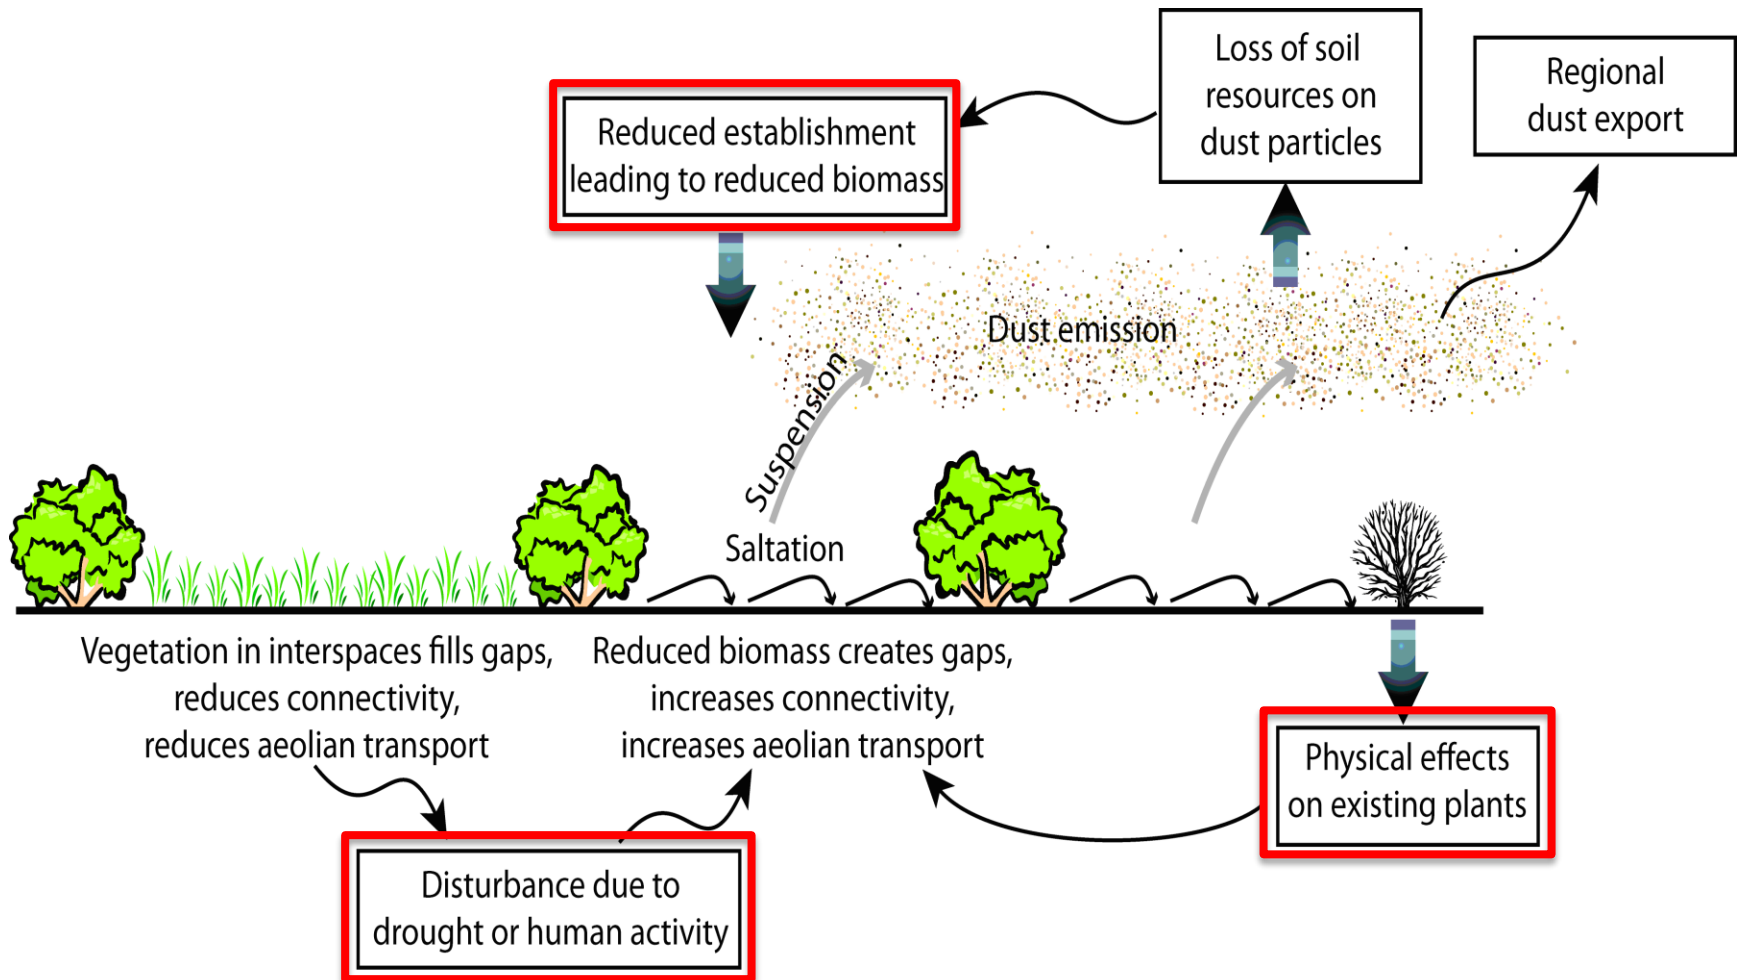 Loss of soil
resources on
dust particles
Regional
dust export
Reduced establishment
leading to reduced biomass
Dust emission
Suspension
Saltation
Vegetation in interspaces fills gaps,
reduces connectivity,
reduces aeolian transport
Reduced biomass creates gaps,
increases connectivity,
increases aeolian transport
Physical effects
on existing plants
Disturbance due to
drought or human activity